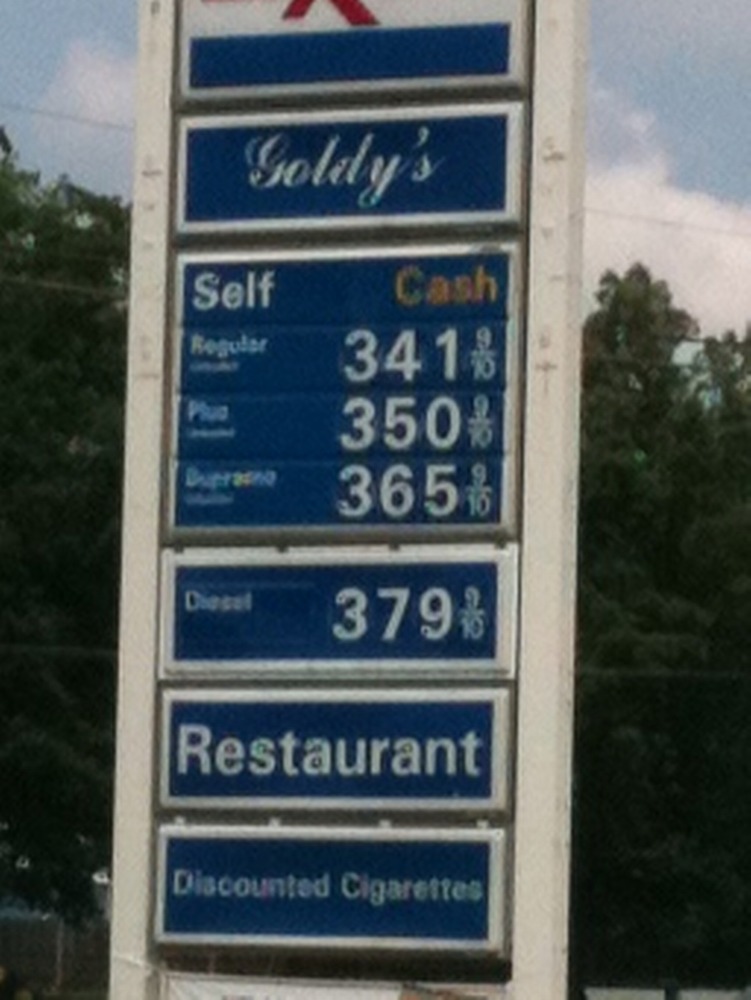 Goldy's
Self Cash
Regular 341 9/10
Plus 350 9/10
Supreme 365 9/10
Diesel 379 9/10
Restaurant
Discounted Cigarettes